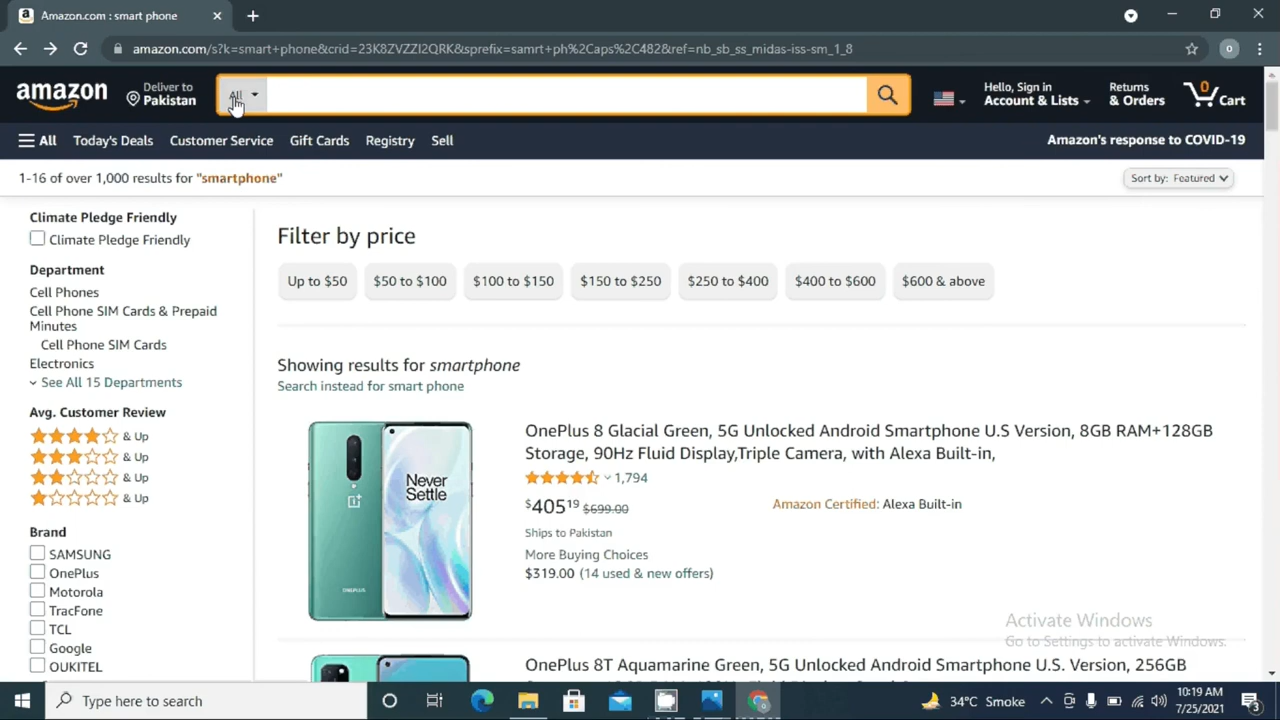 Amazon.com : smart phone
amazon.com/s?k=smart+phone&crid=23K8ZVZZI2QRK&sprefix=samrt+ph%2Caps%2C482&ref=nb_sb_ss_midas-iss-sm_1_8
amazon
Deliver to
Pakistan
All
Hello, Sign in
Account & Lists
Returns
& Orders
0
Cart
All
Today's Deals
Customer Service
Gift Cards
Registry
Sell
Amazon's response to COVID-19
1-16 of over 1,000 results for "smartphone"
Sort by: Featured
Climate Pledge Friendly
Climate Pledge Friendly
Department
Cell Phones
Cell Phone SIM Cards & Prepaid
Minutes
Cell Phone SIM Cards
Electronics
See All 15 Departments
Avg. Customer Review
& Up
& Up
& Up
& Up
Brand
SAMSUNG
OnePlus
Motorola
TracFone
TCL
Google
OUKITEL
Filter by price
Up to $50
$50 to $100
$100 to $150
$150 to $250
$250 to $400
$400 to $600
$600 & above
Showing results for smartphone
Search instead for smart phone
Never
Settle
ONEPLUS
OnePlus 8 Glacial Green, 5G Unlocked Android Smartphone U.S Version, 8GB RAM+128GB
Storage, 90Hz Fluid Display,Triple Camera, with Alexa Built-in,
1,794
$405 19 $699.00
Amazon Certified: Alexa Built-in
Ships to Pakistan
More Buying Choices
$319.00 (14 used & new offers)
OnePlus 8T Aquamarine Green, 5G Unlocked Android Smartphone U.S. Version, 256GB
Activate Windows
Go to Settings to activate Windows.
Type here to search
34°C Smoke
10:19 AM
7/25/2021
3